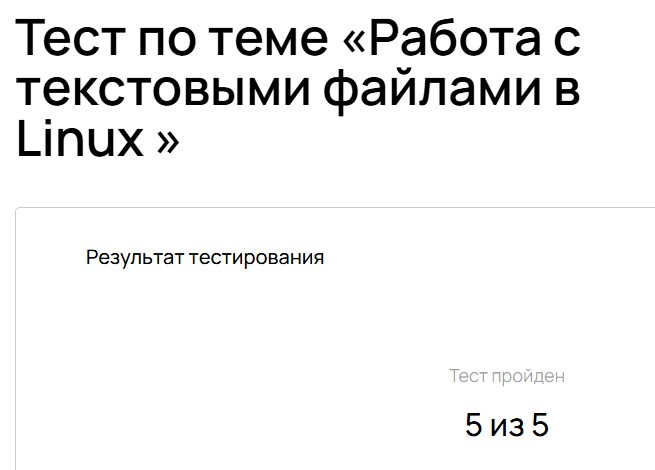 Тест по теме «Работа с
текстовыми файлами в
Linux »
Результат тестирования
Тест пройден
5 из 5